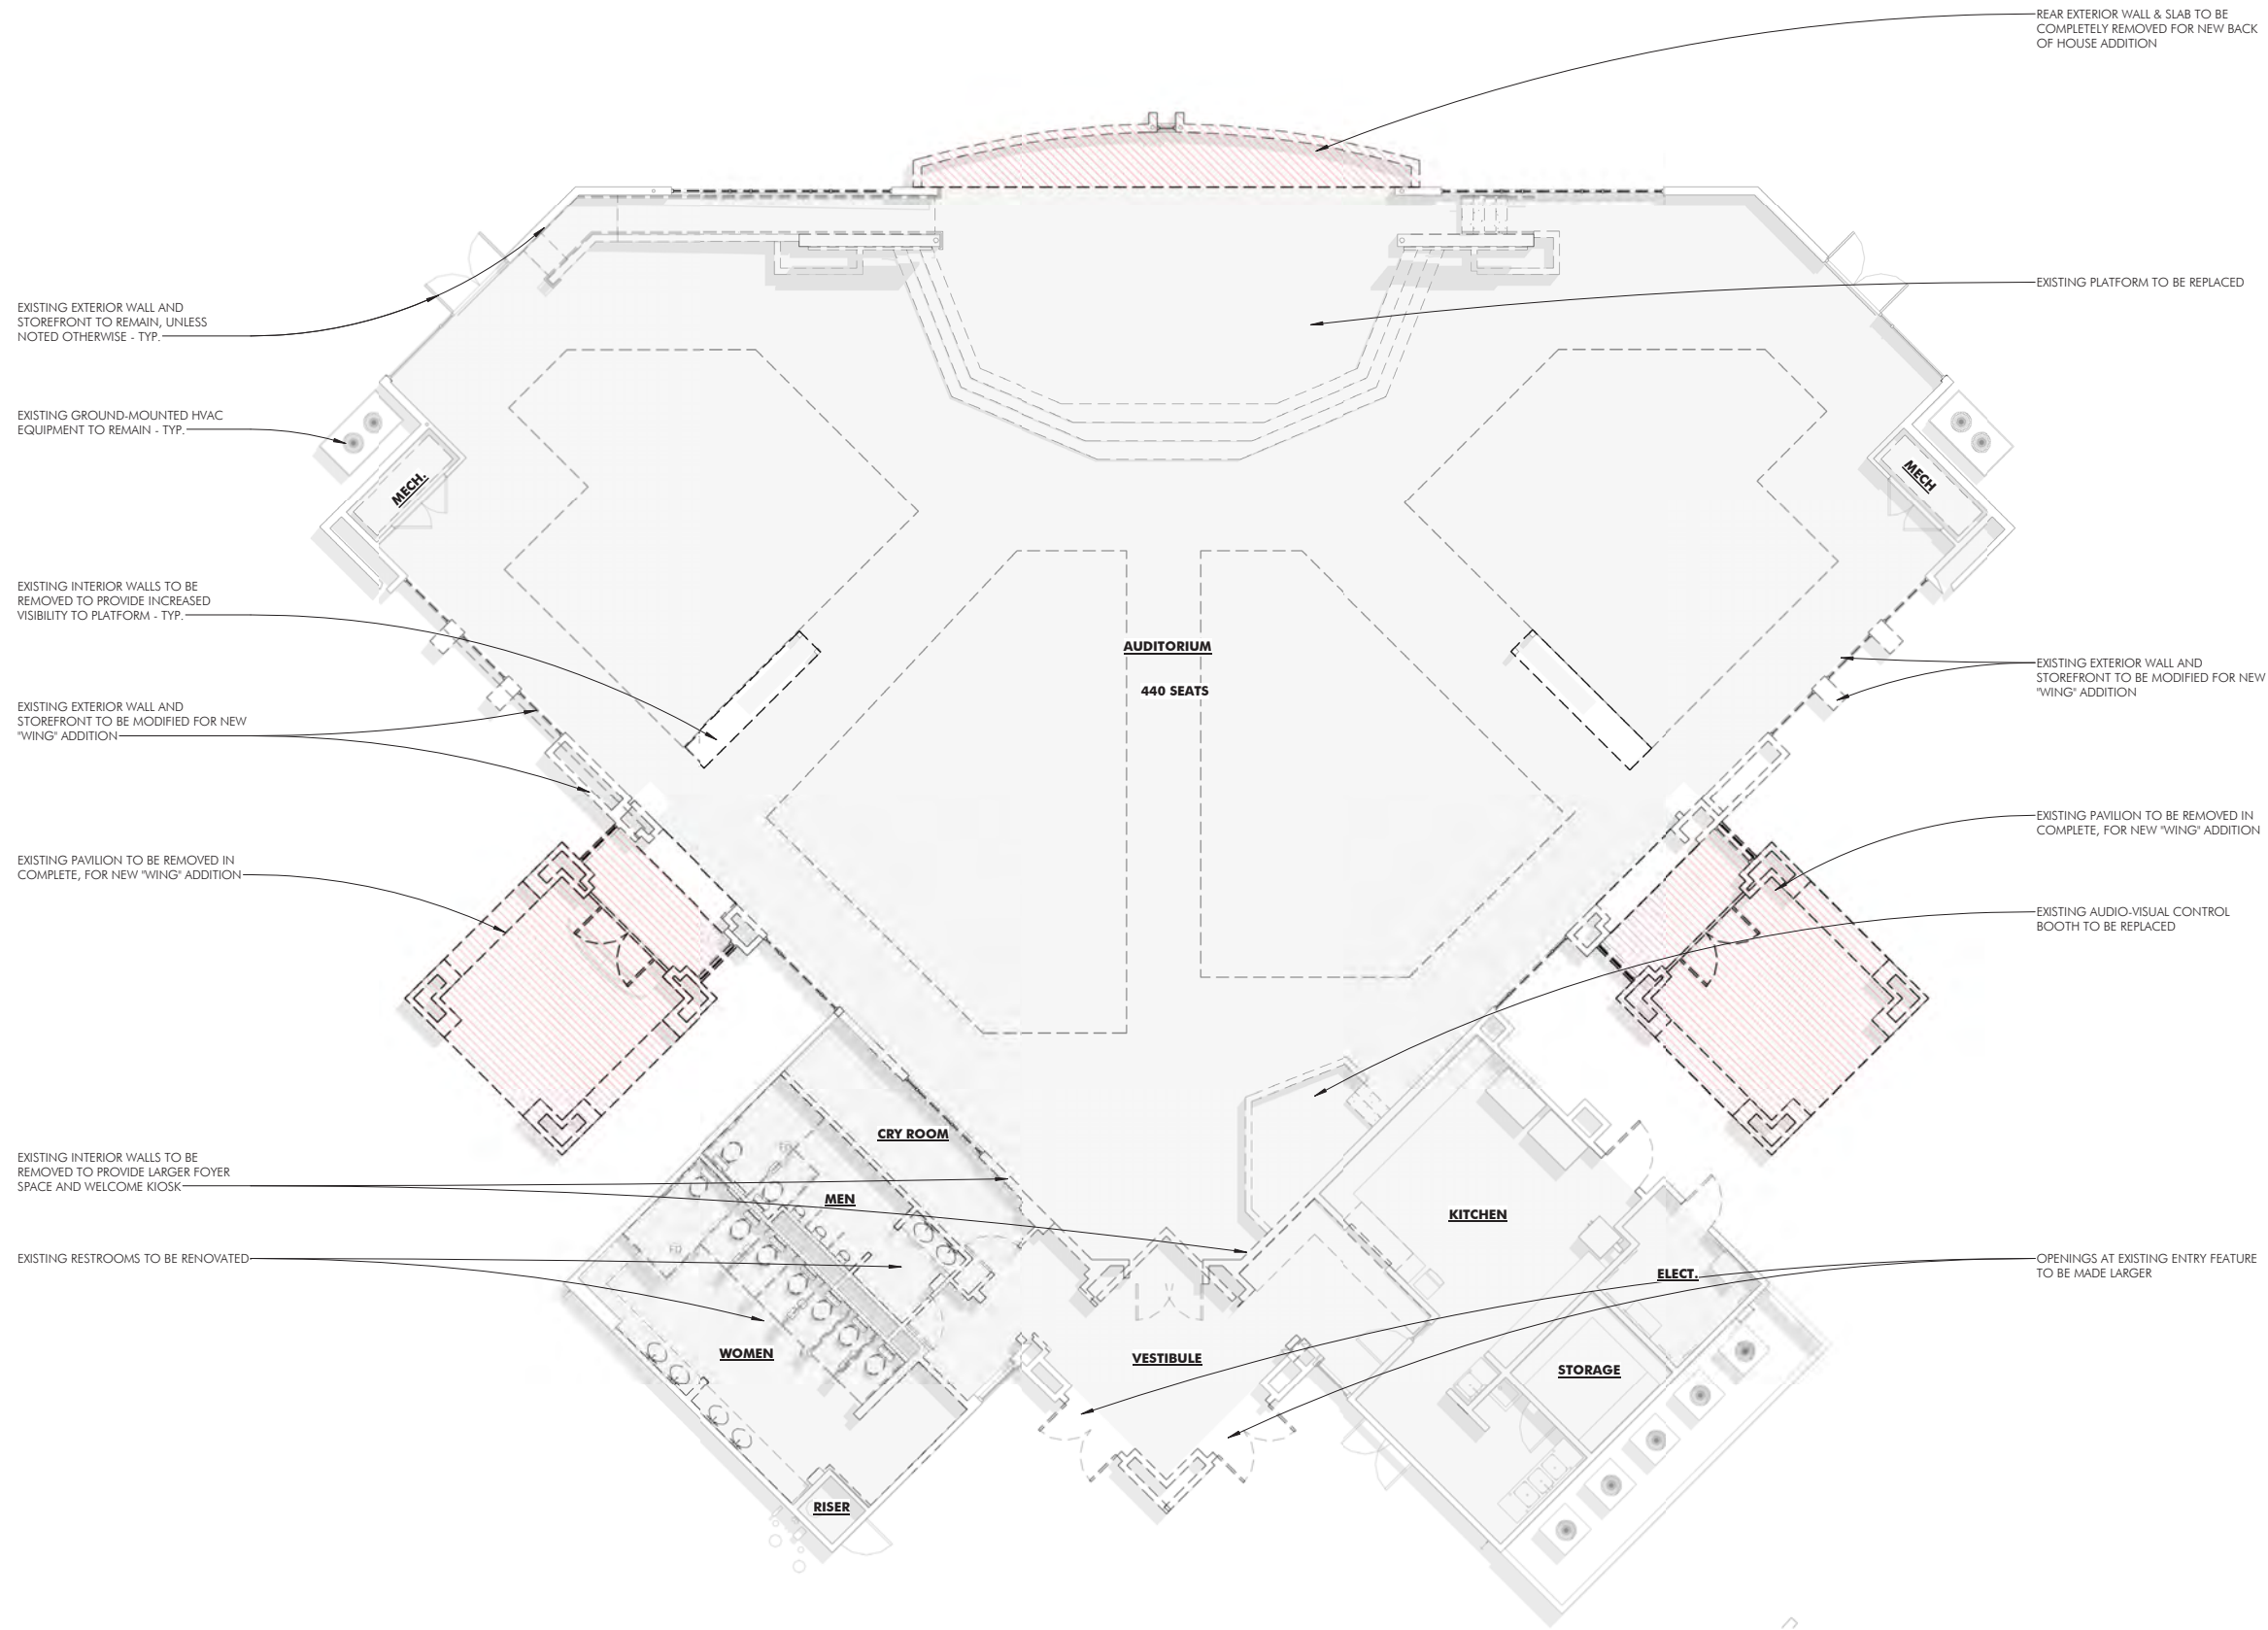 REAR EXTERIOR WALL & SLAB TO BE
COMPLETELY REMOVED FOR NEW BACK
OF HOUSE ADDITION
EXISTING PLATFORM TO BE REPLACED
EXISTING EXTERIOR WALL AND
STOREFRONT TO REMAIN, UNLESS
NOTED OTHERWISE - TYP.
EXISTING GROUND-MOUNTED HVAC
EQUIPMENT TO REMAIN - TYP.
MECH.
MECH
EXISTING INTERIOR WALLS TO BE
REMOVED TO PROVIDE INCREASED
VISIBILITY TO PLATFORM - TYP.
AUDITORIUM
440 SEATS
EXISTING EXTERIOR WALL AND
STOREFRONT TO BE MODIFIED FOR NEW
"WING" ADDITION
EXISTING EXTERIOR WALL AND
STOREFRONT TO BE MODIFIED FOR NEW
"WING" ADDITION
EXISTING PAVILION TO BE REMOVED IN
COMPLETE, FOR NEW "WING" ADDITION
EXISTING PAVILION TO BE REMOVED IN
COMPLETE, FOR NEW "WING" ADDITION
EXISTING AUDIO-VISUAL CONTROL
BOOTH TO BE REPLACED
CRY ROOM
EXISTING INTERIOR WALLS TO BE
REMOVED TO PROVIDE LARGER FOYER
SPACE AND WELCOME KIOSK
MEN
KITCHEN
EXISTING RESTROOMS TO BE RENOVATED
OPENINGS AT EXISTING ENTRY FEATURE
TO BE MADE LARGER
ELECT.
WOMEN
VESTIBULE
STORAGE
RISER